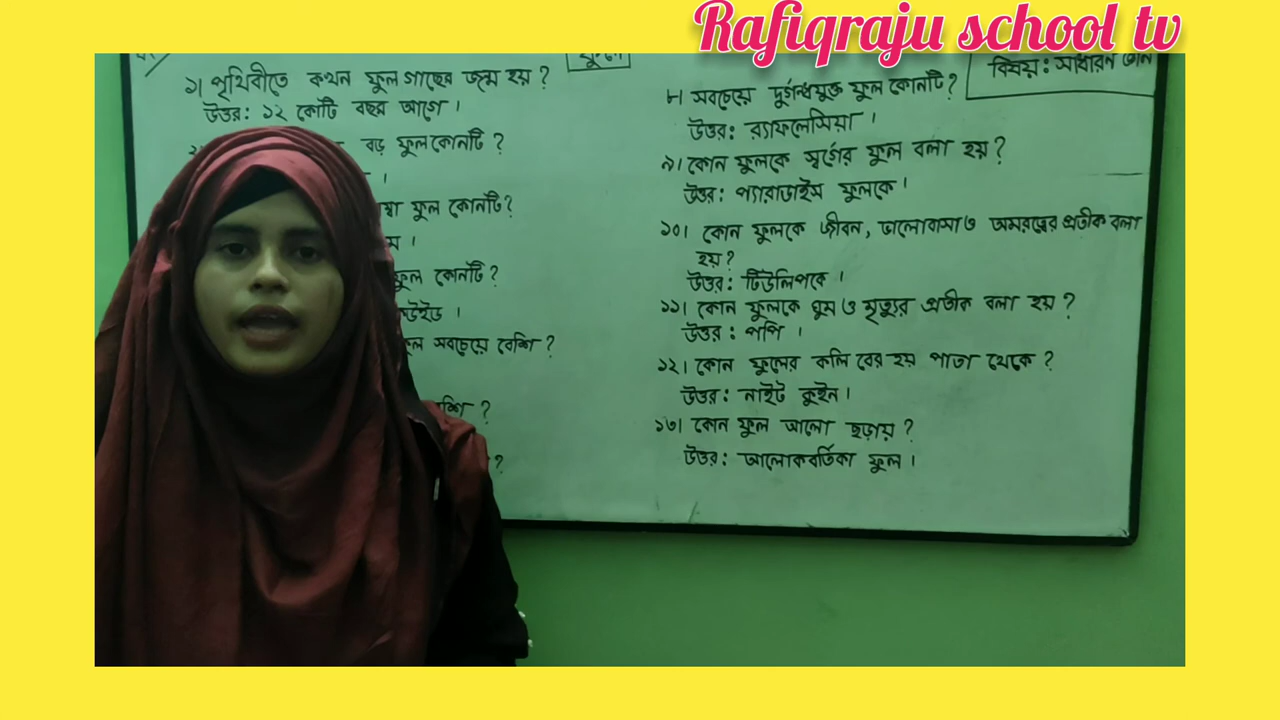 Rafiqraju school tv
ফুল
বিষয়: সাধারন জ্ঞান
১। পৃথিবীতে কখন ফুল গাছের জন্ম হয় ?
উত্তর: ১২ কোটি বছর আগে ।
বড় ফুল কোনটি ?
ফুল কোনটি?
ফুল কোনটি ?
সবচেয়ে বেশি ?
?
?
৮। সবচেয়ে দুর্গন্ধযুক্ত ফুল কোনটি?
উত্তর: র‍্যাফলেসিয়া ।
৯। কোন ফুলকে স্বর্গের ফুল বলা হয় ?
উত্তর: প্যারাডাইস ফুলকে ।
১০। কোন ফুলকে জীবন, ভালোবাসা ও অমরত্বের প্রতীক বলা
হয় ?
উত্তর: টিউলিপকে ।
১১। কোন ফুলকে ঘুম ও মৃত্যুর প্রতীক বলা হয় ?
উত্তর: পপি ।
১২। কোন ফুলের কলি বের হয় পাতা থেকে ?
উত্তর: নাইট কুইন ।
১৩। কোন ফুল আলো ছড়ায় ?
উত্তর: আলোকবর্তিকা ফুল ।